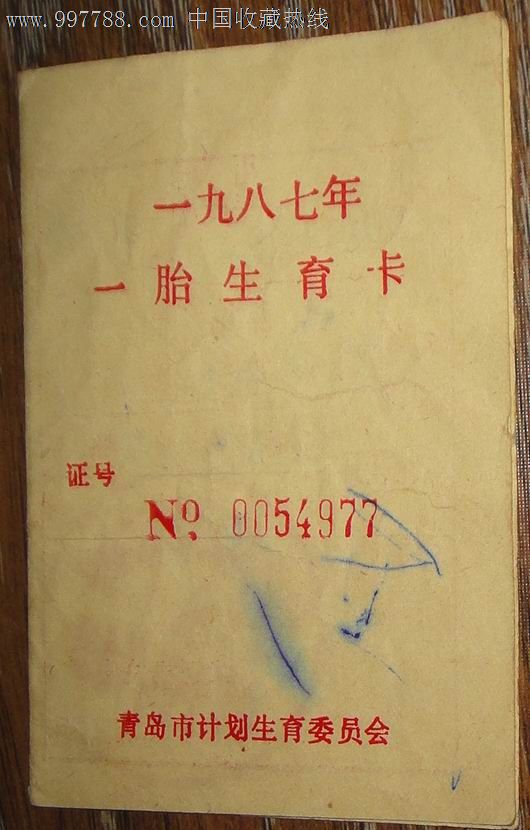 www.997788.com 中国收藏热线
一九八七年
一胎生育卡
证号
No 0054977
青岛市计划生育委员会